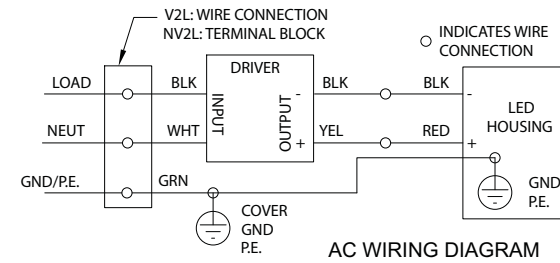 V2L: WIRE CONNECTION
NV2L: TERMINAL BLOCK
INDICATES WIRE
CONNECTION
DRIVER
LOAD
BLK
INPUT
OUTPUT
-
BLK
BLK
-
LED
HOUSING
NEUT
WHT
+
YEL
RED
+
GND/P.E.
GRN
COVER
GND
P.E.
GND
P.E.
AC WIRING DIAGRAM